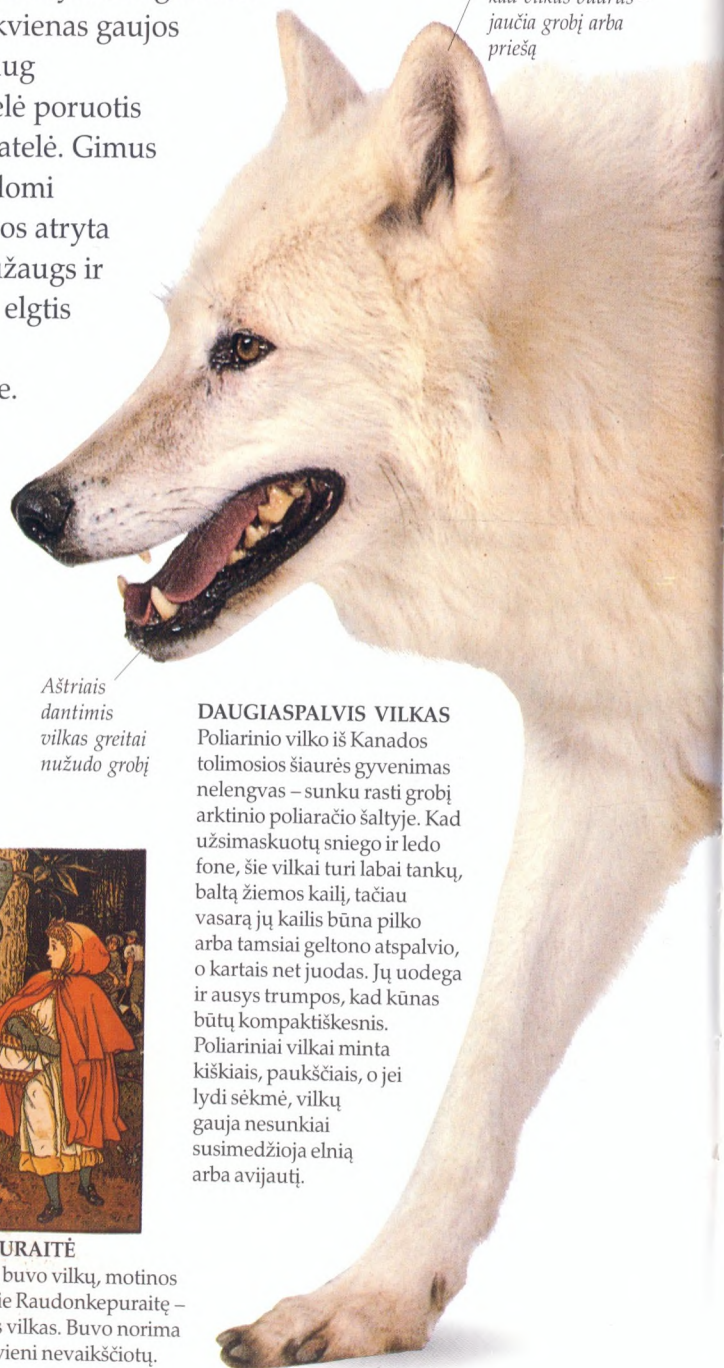 kvienas gaujos
ug
elė poruotis
atelė. Gimus
lomi
os atryta
žaugs ir
elgtis
e.
jaučia grobį arba
priešą
Aštriais
dantimis
vilkas greitai
nužudo grobį
DAUGIASPALVIS VILKAS
Poliarinio vilko iš Kanados
tolimosios šiaurės gyvenimas
nelengvas – sunku rasti grobį
arktinio poliaračio šaltyje. Kad
užsimaskuotų sniego ir ledo
fone, šie vilkai turi labai tankų,
baltą žiemos kailį, tačiau
vasarą jų kailis būna pilko
arba tamsiai geltono atspalvio,
o kartais net juodas. Jų uodega
ir ausys trumpos, kad kūnas
būtų kompaktiškesnis.
Poliariniai vilkai minta
kiškiais, paukščiais, o jei
lydi sėkmė, vilkų
gauja nesunkiai
susimedžioja elnią
arba avijautį.
URAITĖ
buvo vilkų, motinos
ie Raudonkepuraitę –
s vilkas. Buvo norima
vieni nevaikščiotų.